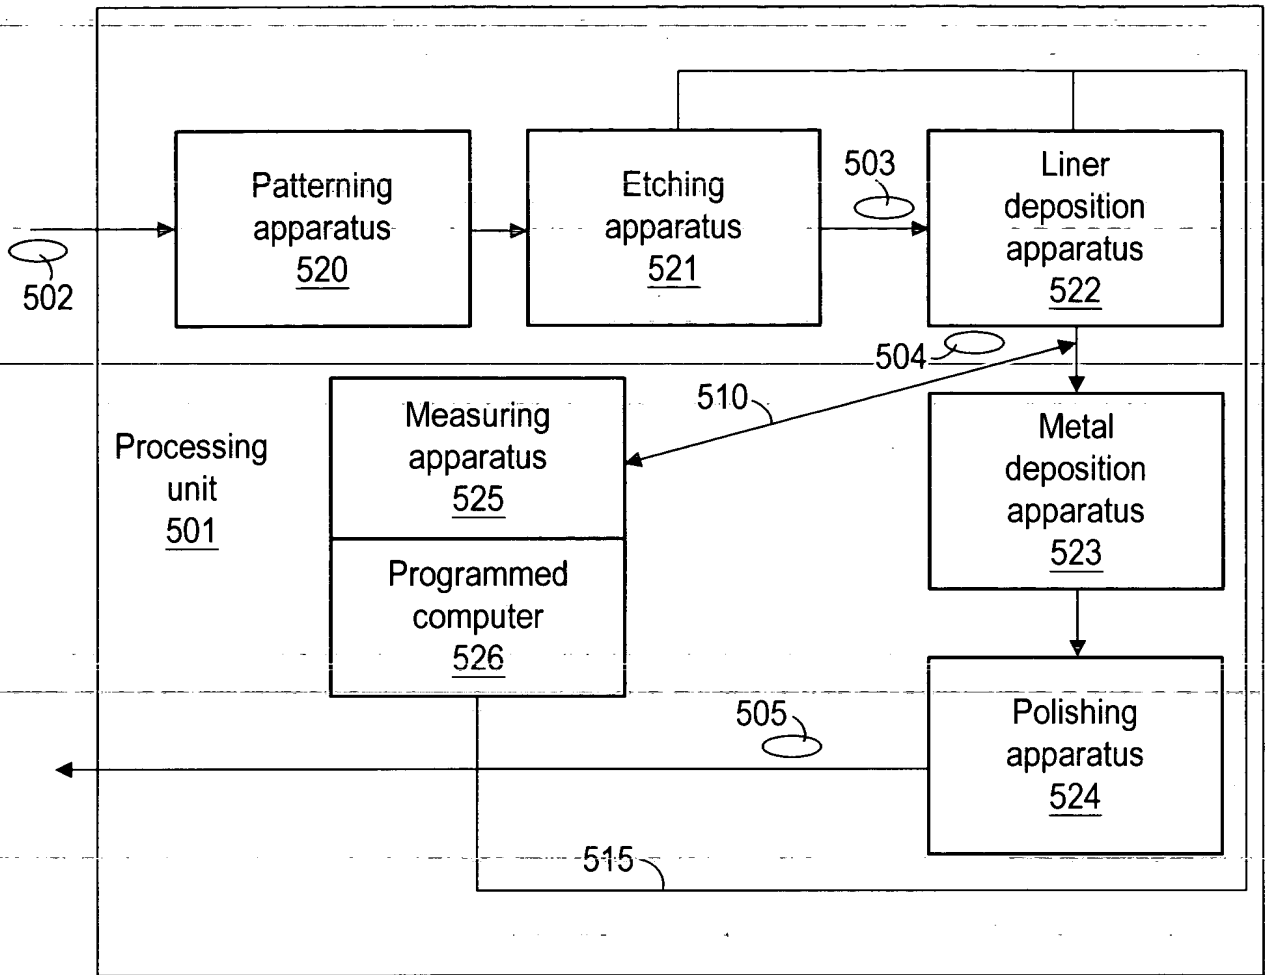 Patterning
apparatus
520
Etching
apparatus
521
503
Liner
deposition
apparatus
522
502
504
510
Processing
unit
501
Measuring
apparatus
525
Programmed
computer
526
Metal
deposition
apparatus
523
505
Polishing
apparatus
524
515